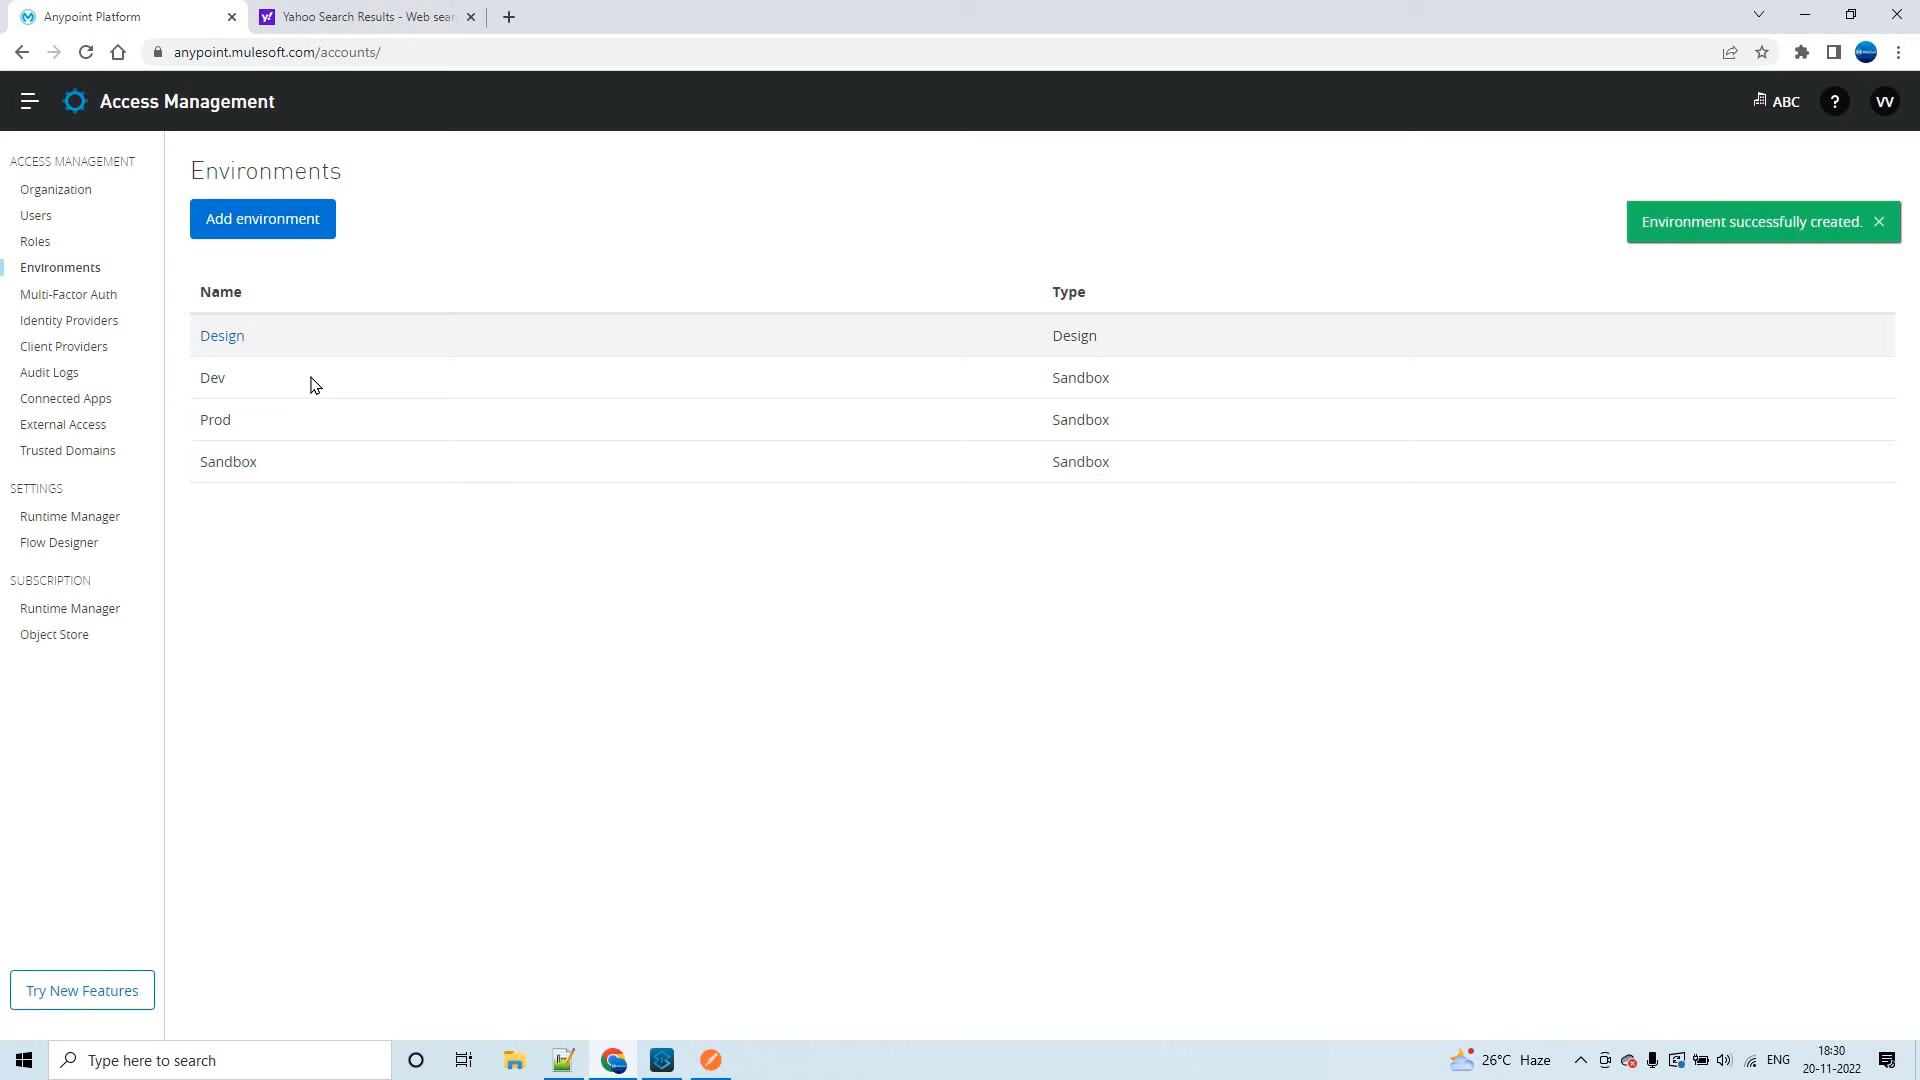 Anypoint Platform
Yahoo Search Results - Web sear
anypoint.mulesoft.com/accounts/
Access Management
ABC
?
VV
ACCESS MANAGEMENT
Organization
Users
Roles
Environments
Multi-Factor Auth
Identity Providers
Client Providers
Audit Logs
Connected Apps
External Access
Trusted Domains
SETTINGS
Runtime Manager
Flow Designer
SUBSCRIPTION
Runtime Manager
Object Store
Try New Features
Environments
Add environment
Environment successfully created.
Name Type
Design Design
Dev Sandbox
Prod Sandbox
Sandbox Sandbox
Type here to search
26°C Haze
ENG
18:30
20-11-2022